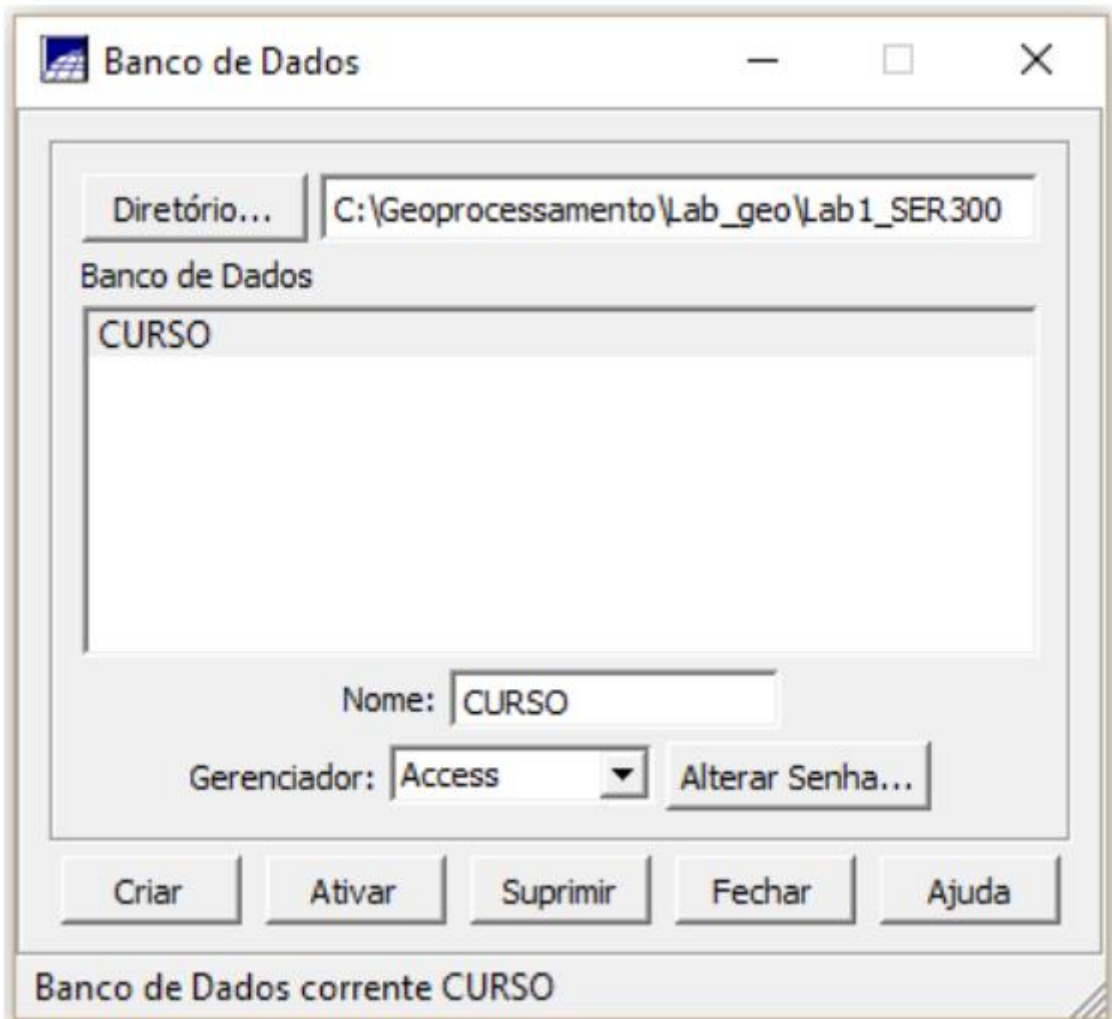 Banco de Dados
Diretório... C:\Geoprocessamento\Lab_geo\Lab1_SER300
Banco de Dados
CURSO
Nome: CURSO
Gerenciador: Access Alterar Senha...
Criar Ativar Suprimir Fechar Ajuda
Banco de Dados corrente CURSO